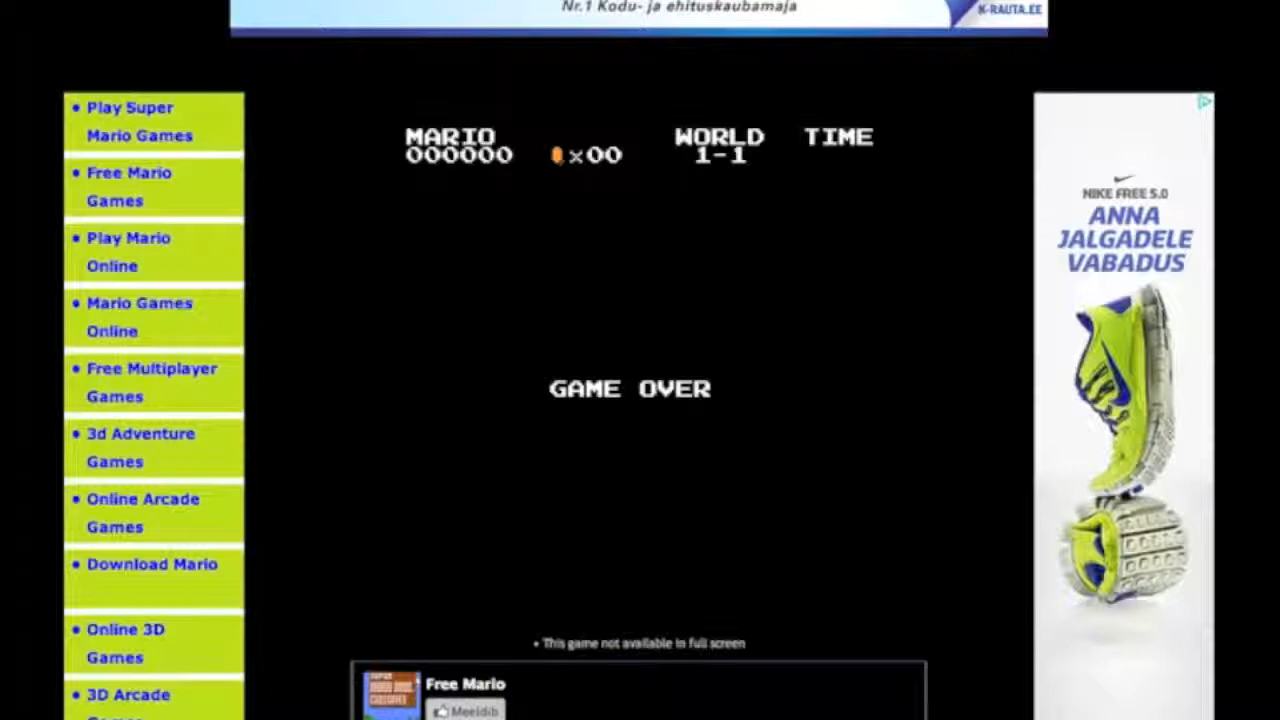 Nr.1 Kodu- ja ehituskaubamaja
K-RAUTA.EE
• Play Super
Mario Games
• Free Mario
Games
• Play Mario
Online
• Mario Games
Online
• Free Multiplayer
Games
• 3d Adventure
Games
• Online Arcade
Games
• Download Mario
• Online 3D
Games
• 3D Arcade
MARIO WORLD TIME
000000 x00 1-1
GAME OVER
• This game not available in full screen
Free Mario
Meeldib
NIKE FREE 5.0
ANNA
JALGADELE
VABADUS